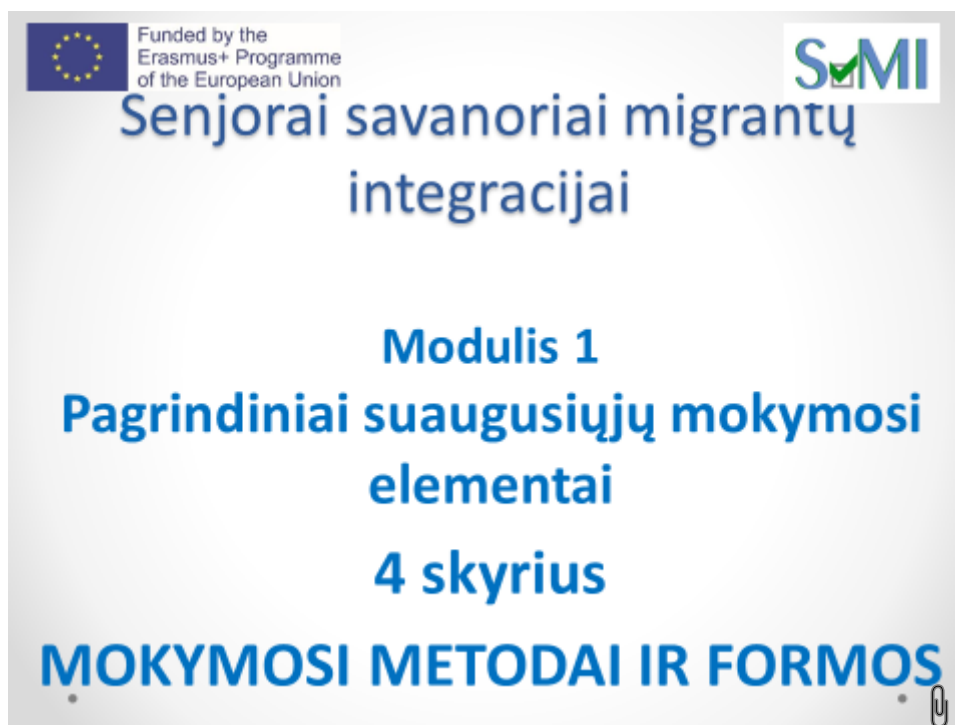 Funded by the
Erasmus+ Programme
of the European Union
SvMI
Senjorai savanoriai migrantų
integracijai
Modulis 1
Pagrindiniai suaugusiųjų mokymosi
elementai
4 skyrius
MOKYMOSI METODAI IR FORMOS